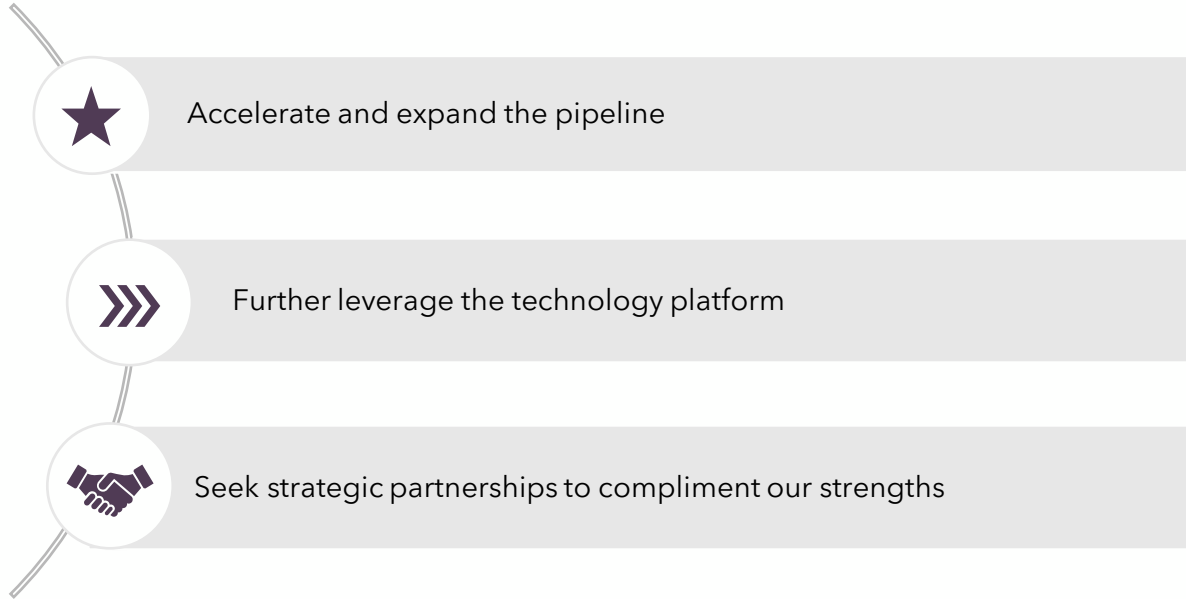 Accelerate and expand the pipeline
Further leverage the technology platform
Seek strategic partnerships to compliment our strengths